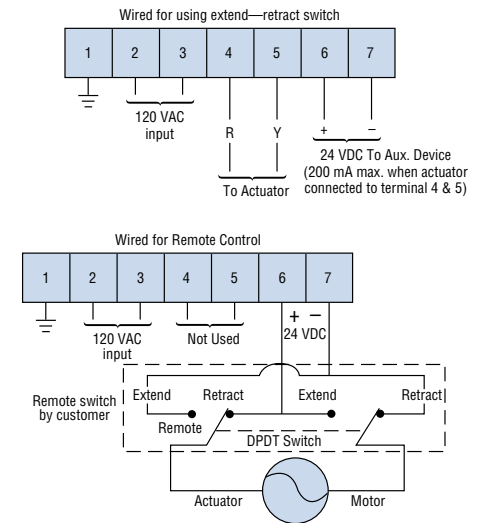 Wired for using extend—retract switch
1 2 3 4 5 6 7
120 VAC
input
R Y + –
24 VDC To Aux. Device
(200 mA max. when actuator
connected to terminal 4 & 5)
To Actuator
Wired for Remote Control
1 2 3 4 5 6 7
+ –
120 VAC
input
Not Used
24 VDC
Remote switch
by customer
Extend Retract Extend Retract
Remote
DPDT Switch
Actuator Motor